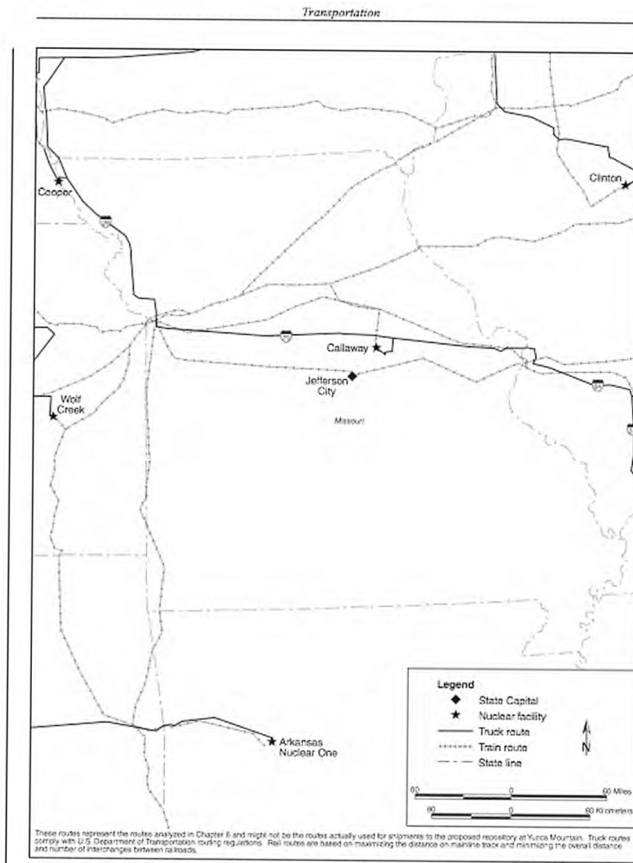 Transportation
Cooper
Clinton
Callaway
Jefferson
City
Missouri
Wolf
Creek
Arkansas
Nuclear One
Legend
State Capital
Nuclear facility
Truck route
Train route
State line
N
60 0 60 Miles
60 0 60 Kilometers
These routes represent the routes analyzed in Chapter 6 and might not be the routes actually used for shipments to the proposed repository at Yucca Mountain. Truck routes
comply with U.S. Department of Transportation routing regulations. Rail routes are based on maximizing the distance on mainline track and minimizing the overall distance
and number of interchanges between railroads.